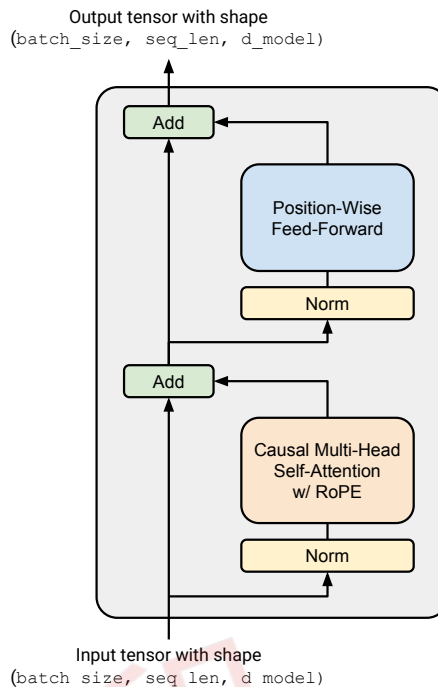 Output tensor with shape
(batch_size, seq_len, d_model)
Add
Position-Wise
Feed-Forward
Norm
Add
Causal Multi-Head
Self-Attention
w/ RoPE
Norm
Input tensor with shape
(batch_size, seq_len, d_model)